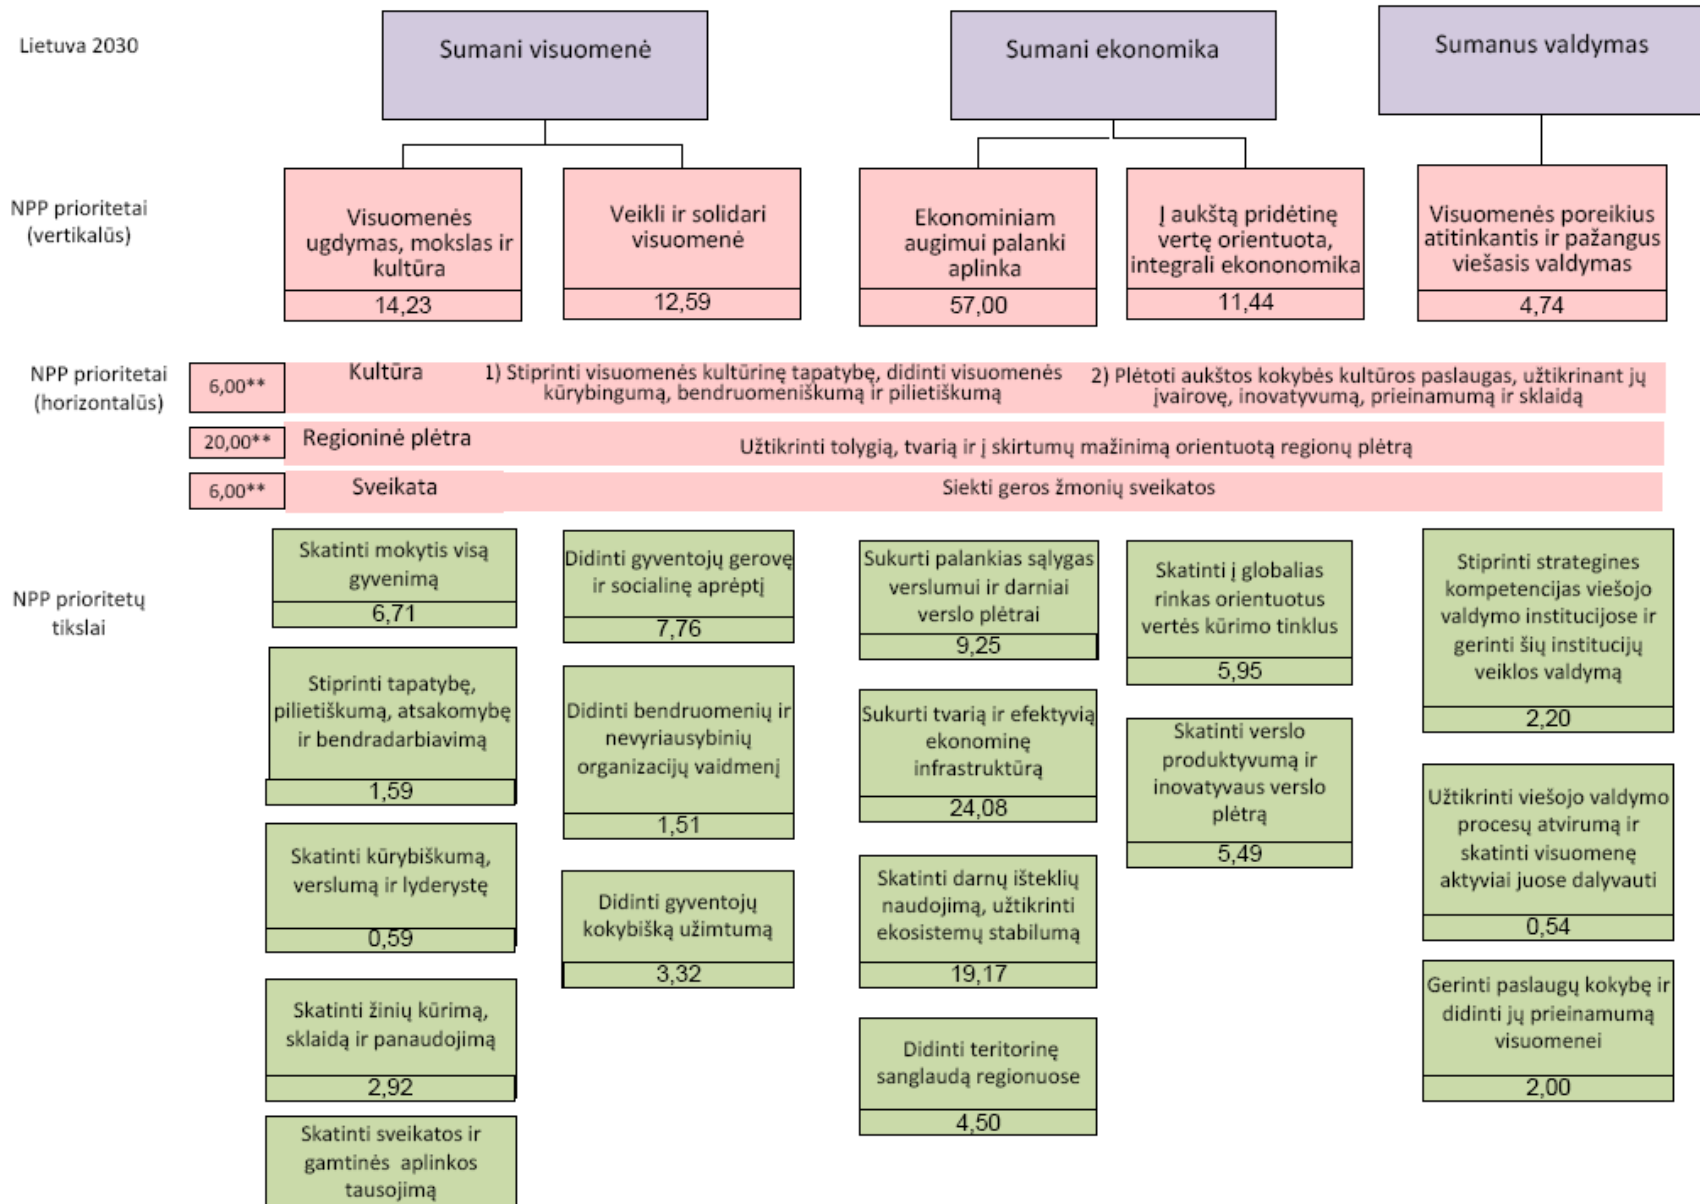 Lietuva 2030
Sumani visuomenė
Sumani ekonomika
Sumanus valdymas
NPP prioritetai
(vertikalūs)
Visuomenės
ugdymas, mokslas ir
kultūra
14,23
Veikli ir solidari
visuomenė
12,59
Ekonominiam
augimui palanki
aplinka
57,00
Į aukštą pridėtinę
vertę orientuota,
integrali ekononomika
11,44
Visuomenės poreikius
atitinkantis ir pažangus
viešasis valdymas
4,74
NPP prioritetai
(horizontalūs)
6,00**
Kultūra
1) Stiprinti visuomenės kultūrinę tapatybę, didinti visuomenės
kūrybingumą, bendruomeniškumą ir pilietiškumą
2) Plėtoti aukštos kokybės kultūros paslaugas, užtikrinant jų
įvairovę, inovatyvumą, prieinamumą ir sklaidą
20,00**
Regioninė plėtra
Užtikrinti tolygią, tvarią ir į skirtumų mažinimą orientuotą regionų plėtrą
6,00**
Sveikata
Siekti geros žmonių sveikatos
NPP prioritetų
tikslai
Skatinti mokytis visą
gyvenimą
6,71
Stiprinti tapatybę,
pilietiškumą, atsakomybę
ir bendradarbiavimą
1,59
Skatinti kūrybiškumą,
verslumą ir lyderystę
0,59
Skatinti žinių kūrimą,
sklaidą ir panaudojimą
2,92
Skatinti sveikatos ir
gamtinės aplinkos
tausojimą
Didinti gyventojų gerovę
ir socialinę aprėptį
7,76
Didinti bendruomenių ir
nevyriausybinių
organizacijų vaidmenį
1,51
Didinti gyventojų
kokybišką užimtumą
3,32
Sukurti palankias sąlygas
verslumui ir darniai
verslo plėtrai
9,25
Sukurti tvarią ir efektyvią
ekonominę
infrastruktūrą
24,08
Skatinti darnų išteklių
naudojimą, užtikrinti
ekosistemų stabilumą
19,17
Didinti teritorinę
sanglaudą regionuose
4,50
Skatinti į globalias
rinkas orientuotus
vertės kūrimo tinklus
5,95
Skatinti verslo
produktyvumą ir
inovatyvaus verslo
plėtrą
5,49
Stiprinti strategines
kompetencijas viešojo
valdymo institucijose ir
gerinti šių institucijų
veiklos valdymą
2,20
Užtikrinti viešojo valdymo
procesų atvirumą ir
skatinti visuomenę
aktyviai juose dalyvauti
0,54
Gerinti paslaugų kokybę ir
didinti jų prieinamumą
visuomenei
2,00